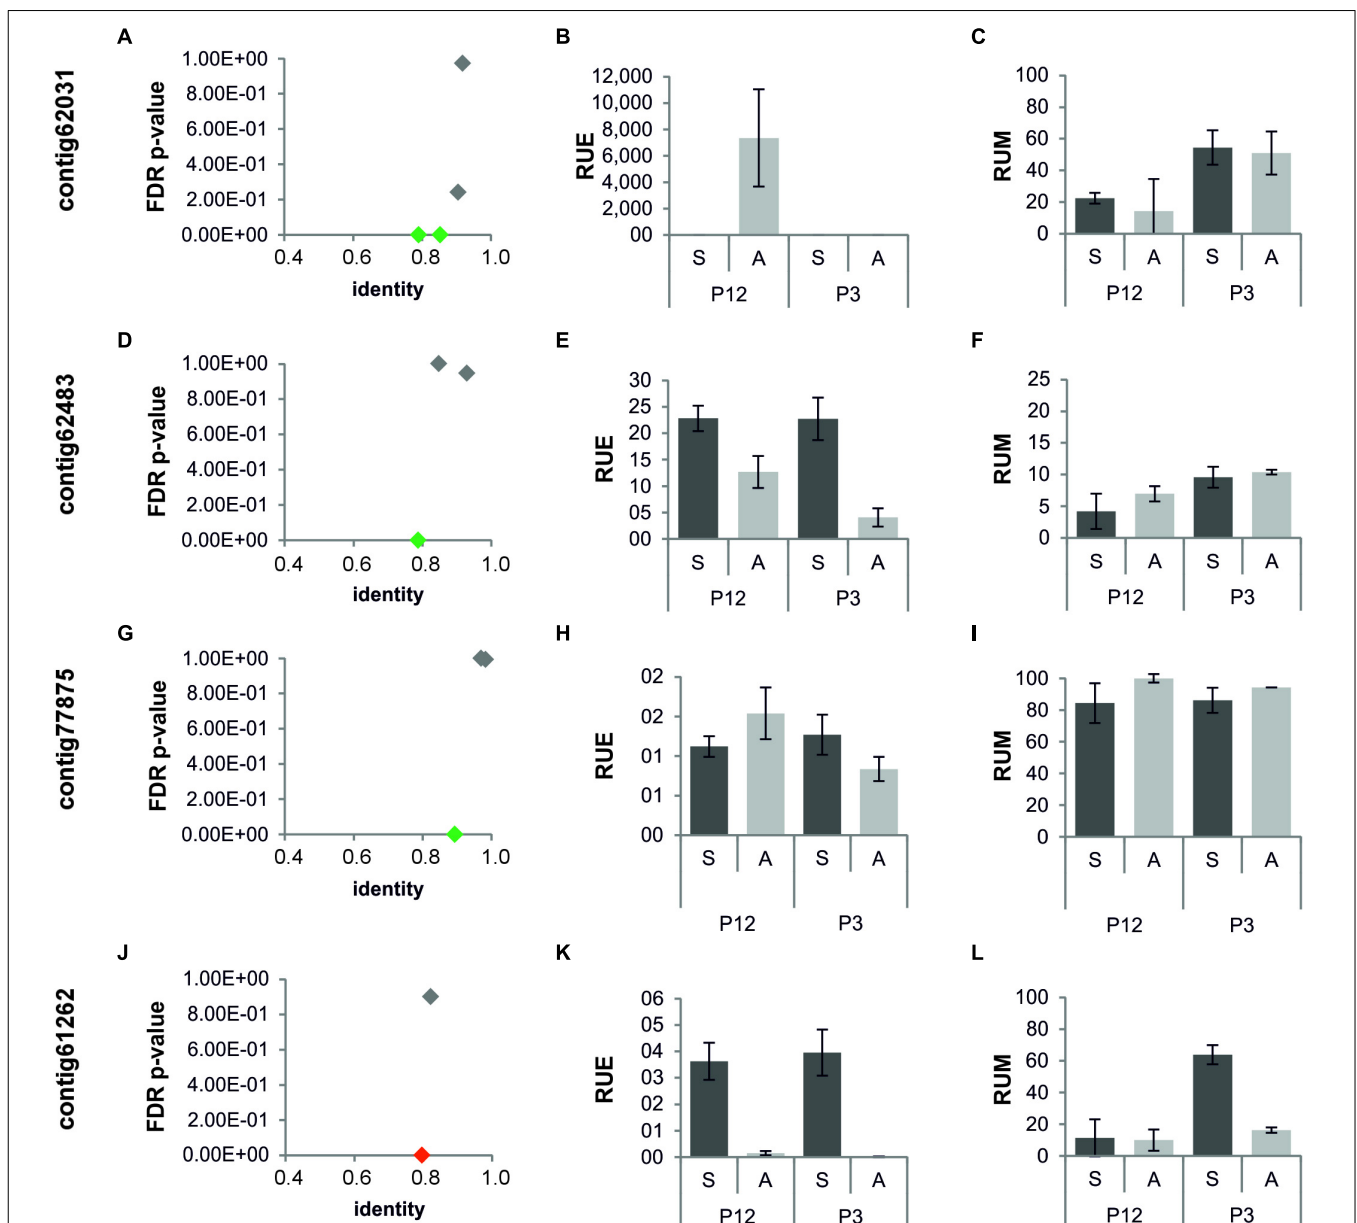 A
contig62031
FDR p-value
1.00E+00
8.00E-01
6.00E-01
4.00E-01
2.00E-01
0.00E+00
0.4 0.6 0.8 1.0
identity
B
RUE
12,000
10,000
8,000
6,000
4,000
2,000
00
S A S A
P12 P3
C
RUM
100
80
60
40
20
0
S A S A
P12 P3
D
contig62483
FDR p-value
1.00E+00
8.00E-01
6.00E-01
4.00E-01
2.00E-01
0.00E+00
0.4 0.6 0.8 1.0
identity
E
RUE
30
25
20
15
10
05
00
S A S A
P12 P3
F
RUM
25
20
15
10
5
0
S A S A
P12 P3
G
contig77875
FDR p-value
1.00E+00
8.00E-01
6.00E-01
4.00E-01
2.00E-01
0.00E+00
0.4 0.6 0.8 1.0
identity
H
RUE
02
02
01
01
00
S A S A
P12 P3
I
RUM
100
80
60
40
20
0
S A S A
P12 P3
J
contig61262
FDR p-value
1.00E+00
8.00E-01
6.00E-01
4.00E-01
2.00E-01
0.00E+00
0.4 0.6 0.8 1.0
identity
K
RUE
06
05
04
03
02
01
00
S A S A
P12 P3
L
RUM
100
80
60
40
20
0
S A S A
P12 P3